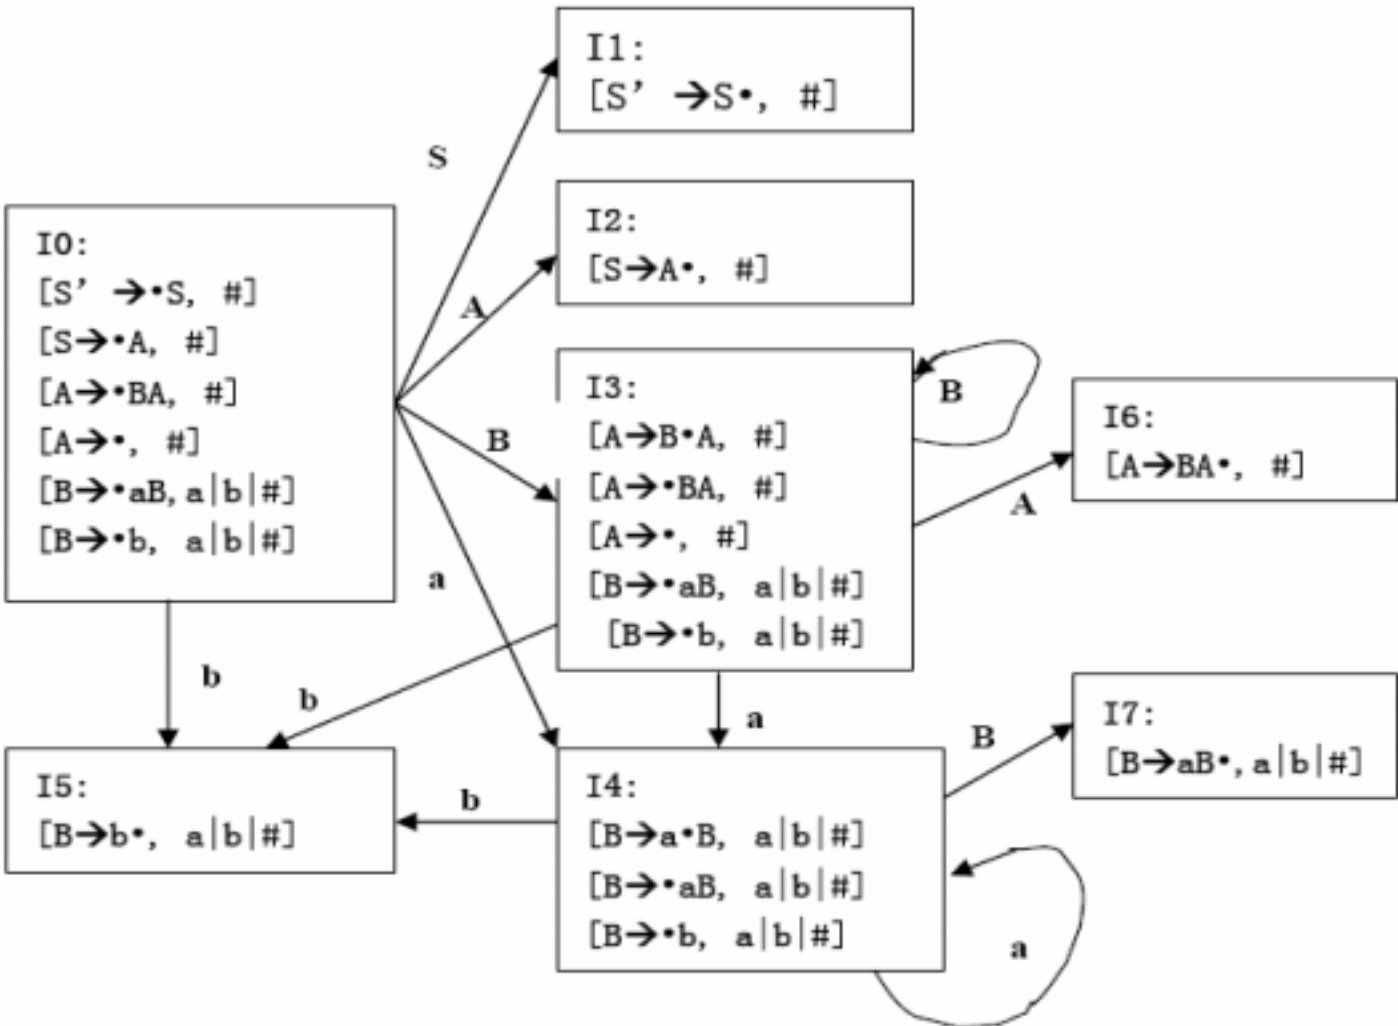 I1:
[S’ →S•, #]
S
I2:
[S→A•, #]
A
I0:
[S’ →•S, #]
[S→•A, #]
[A→•BA, #]
[A→•, #]
[B→•aB,a|b|#]
[B→•b, a|b|#]
B
I3:
[A→B•A, #]
[A→•BA, #]
[A→•, #]
[B→•aB, a|b|#]
[B→•b, a|b|#]
B
A
I6:
[A→BA•, #]
a
b
b
a
I5:
[B→b•, a|b|#]
b
I4:
[B→a•B, a|b|#]
[B→•aB, a|b|#]
[B→•b, a|b|#]
B
I7:
[B→aB•,a|b|#]
a